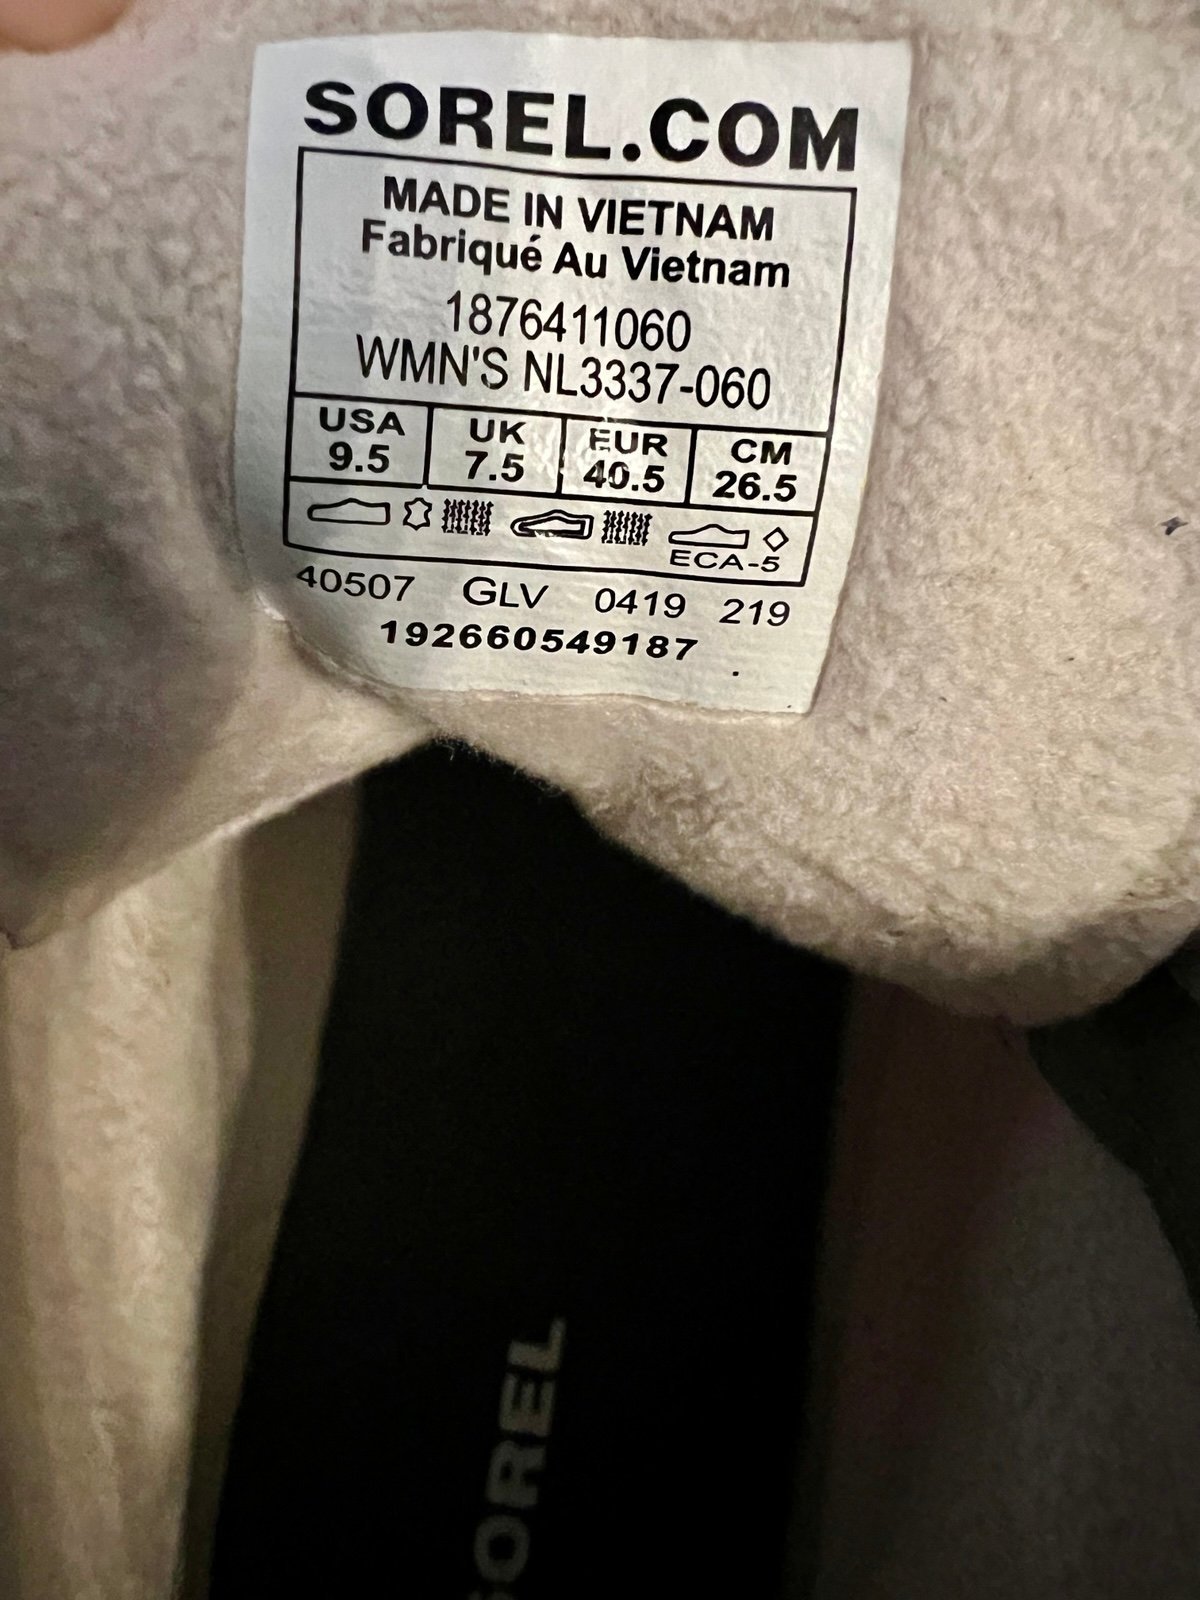 SOREL.COM
MADE IN VIETNAM
Fabriqué Au Vietnam
1876411060
WMN'S NL3337-060
USA UK EUR CM
9.5 7.5 40.5 26.5
ECA-5
40507 GLV 0419 219
192660549187
SOREL